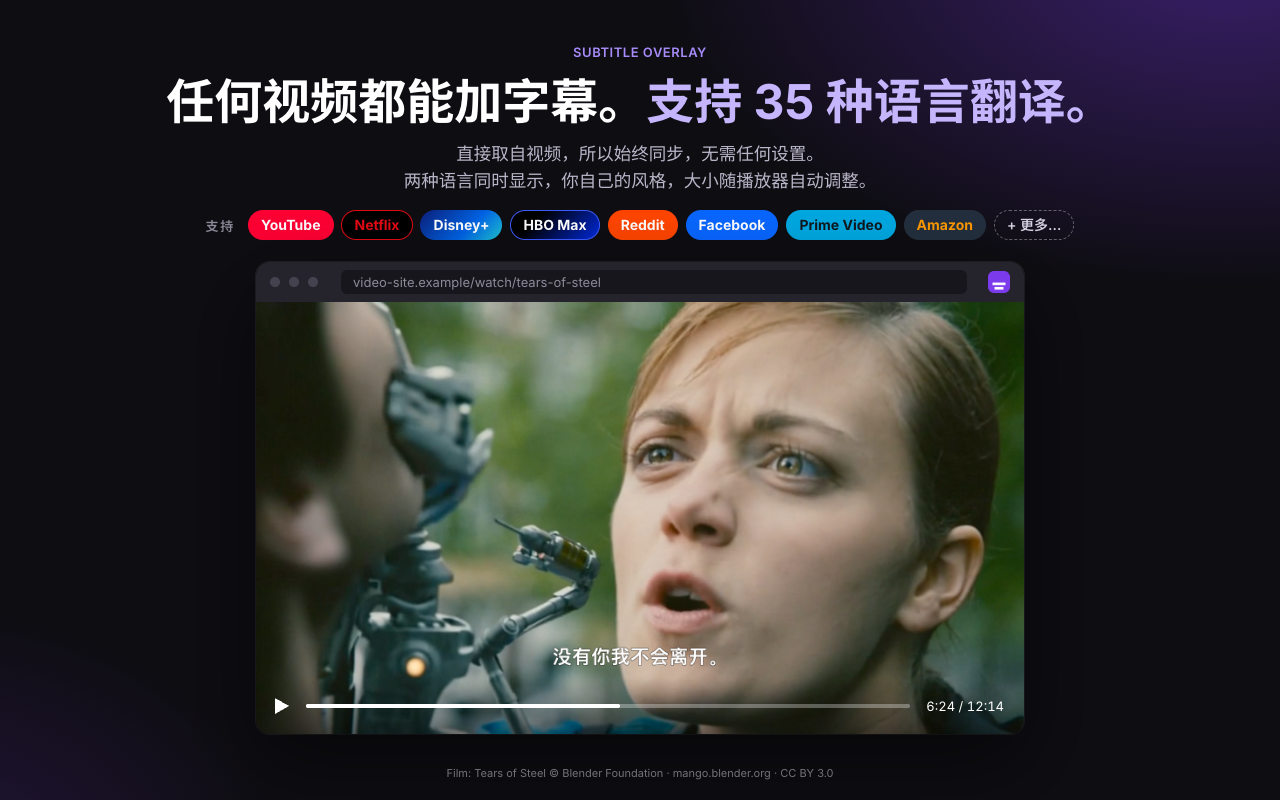 SUBTITLE OVERLAY
任何视频都能加字幕。支持 35 种语言翻译。
直接取自视频，所以始终同步，无需任何设置。
两种语言同时显示，你自己的风格，大小随播放器自动调整。
支持 YouTube Netflix Disney+ HBO Max Reddit Facebook Prime Video Amazon + 更多...
video-site.example/watch/tears-of-steel
没有你我不会离开。
6:24 / 12:14
Film: Tears of Steel © Blender Foundation · mango.blender.org · CC BY 3.0